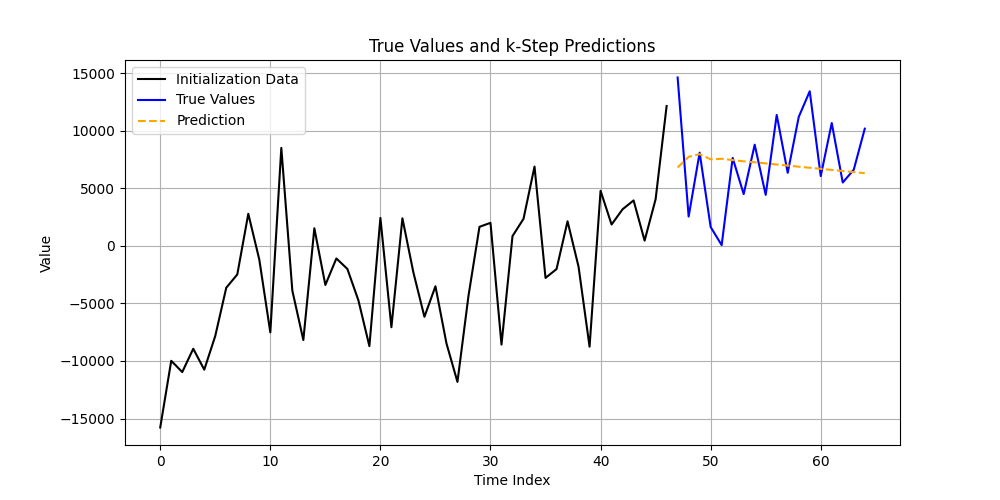 True Values and k-Step Predictions
Initialization Data
True Values
Prediction
15000
10000
5000
0
−5000
−10000
−15000
Value
0 10 20 30 40 50 60
Time Index